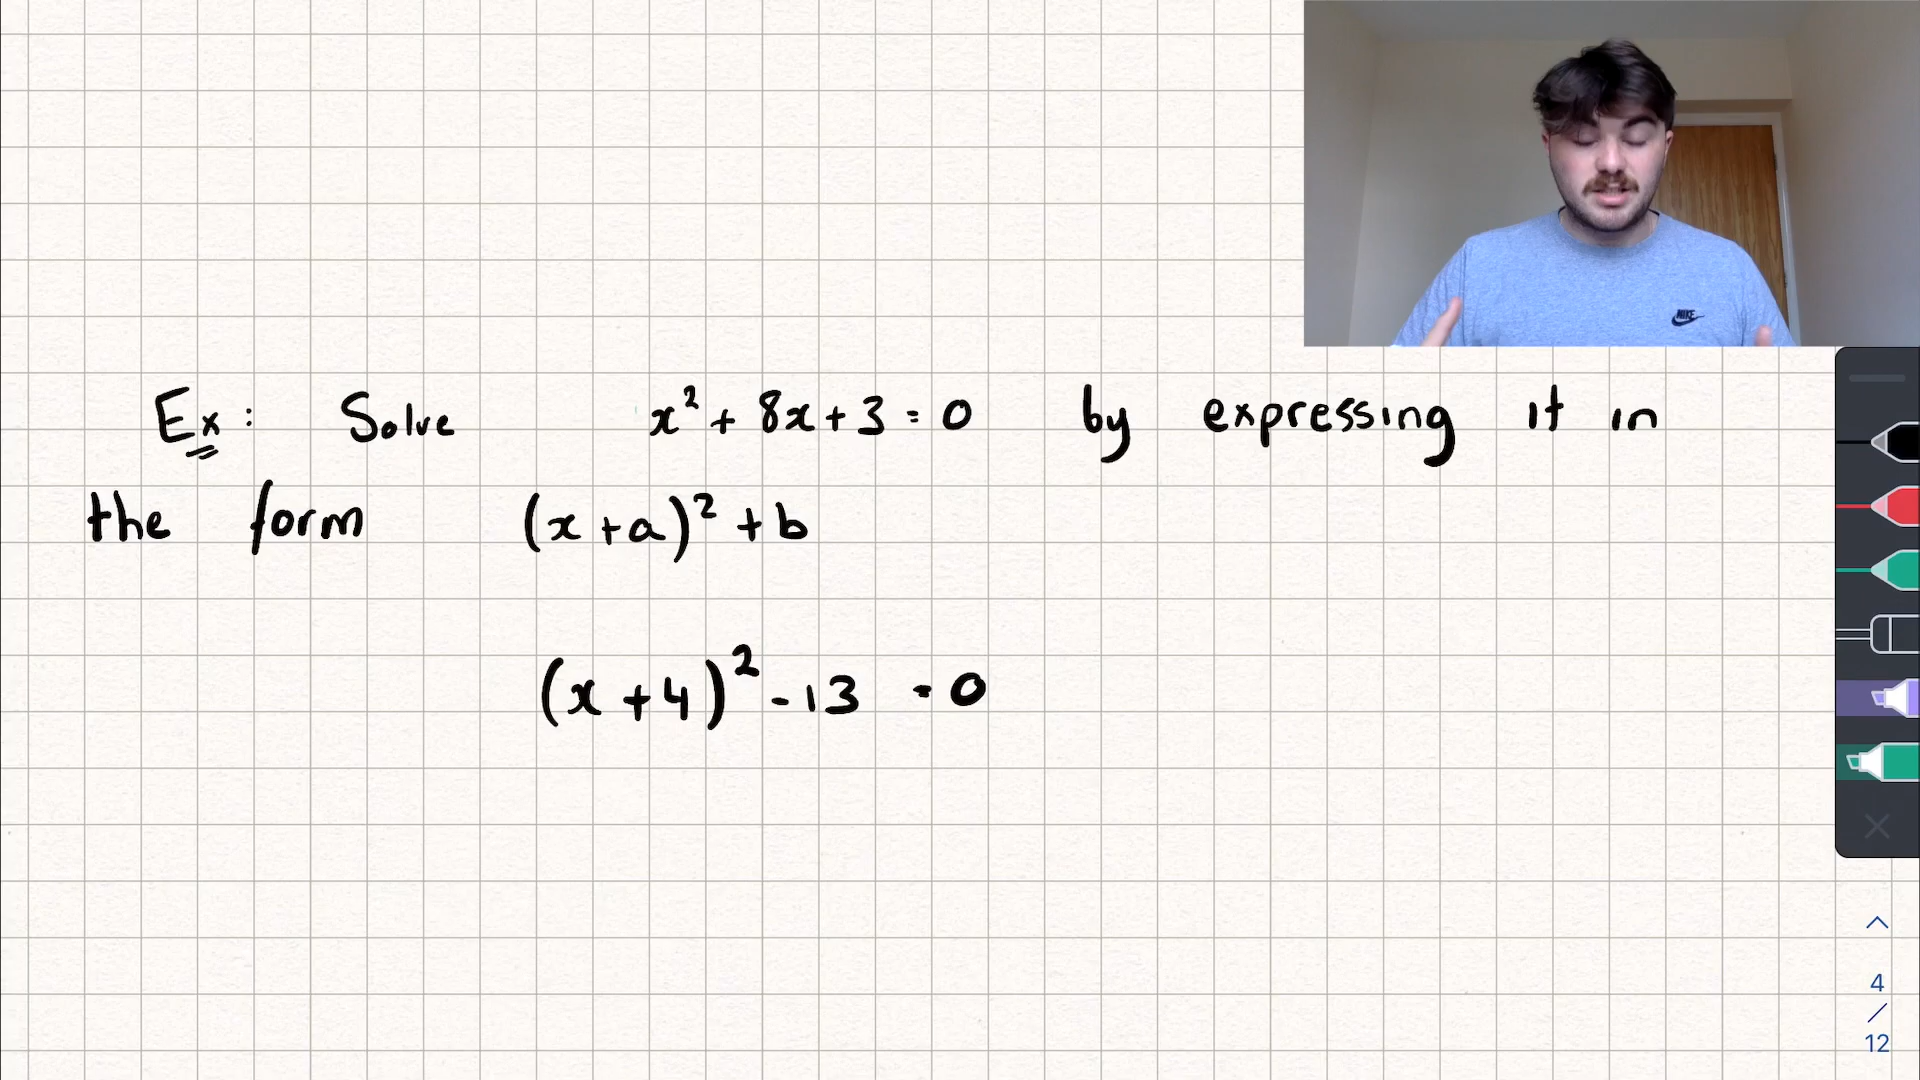 NIKE
Ex: Solve x² + 8x + 3 = 0 by expressing it in
the form (x + a)² + b
(x + 4)² - 13 = 0
4
/
12